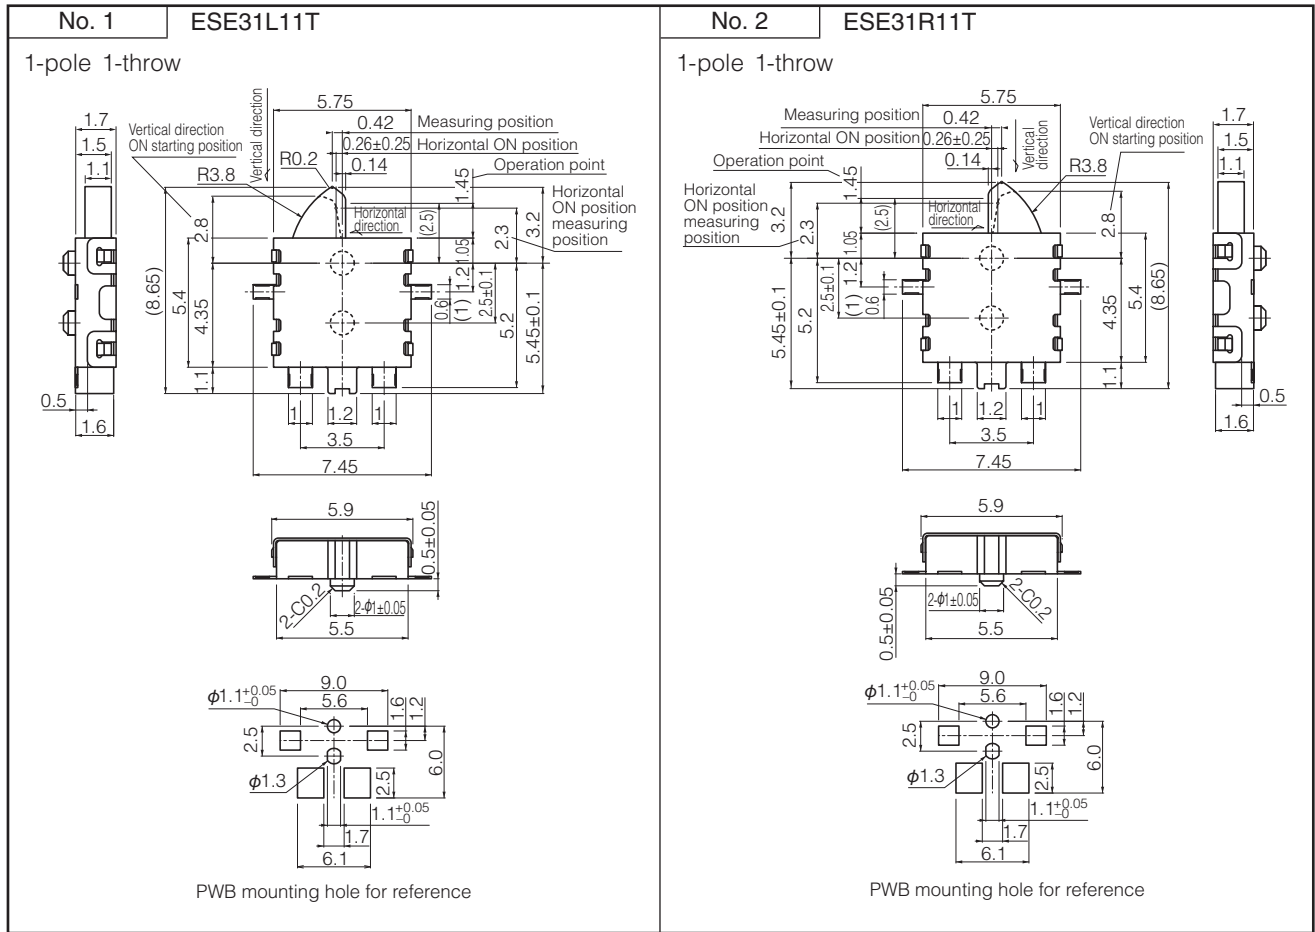 No. 1
ESE31L11T
1-pole 1-throw
Vertical direction
5.75
1.7
Vertical direction
ON starting position
0.42
Measuring position
1.5
R0.2
0.26±0.25
Horizontal ON position
1.1
R3.8
0.14
Operation point
1.45
Horizontal
ON position
measuring
position
Horizontal
direction
(2.5)
3.2
2.8
2.3
1.05
(8.65)
5.4
4.35
1.2
0.6
(1)
2.5±0.1
5.2
5.45±0.1
1.1
0.5
1.6
1
1.2
1
3.5
7.45
5.9
0.5±0.05
2-C0.2
2-ϕ1±0.05
5.5
ϕ1.1+0.05−0
9.0
5.6
1.6
1.2
2.5
6.0
ϕ1.3
2.5
1.1+0.05−0
1.7
6.1
PWB mounting hole for reference
No. 2
ESE31R11T
1-pole 1-throw
5.75
1.7
Measuring position
0.42
Vertical
direction
Vertical direction
ON starting position
Horizontal ON position
0.26±0.25
1.5
Operation point
0.14
R3.8
1.1
1.45
Horizontal
ON position
measuring
position
Horizontal
direction
(2.5)
3.2
2.3
1.05
2.8
5.45±0.1
5.2
2.5±0.1
1.2
(1)
0.6
4.35
5.4
(8.65)
1.1
0.5
1.6
1
1.2
1
3.5
7.45
5.9
0.5±0.05
2-ϕ1±0.05
2-C0.2
5.5
ϕ1.1+0.05−0
9.0
5.6
1.6
1.2
2.5
6.0
ϕ1.3
2.5
1.1+0.05−0
1.7
6.1
PWB mounting hole for reference